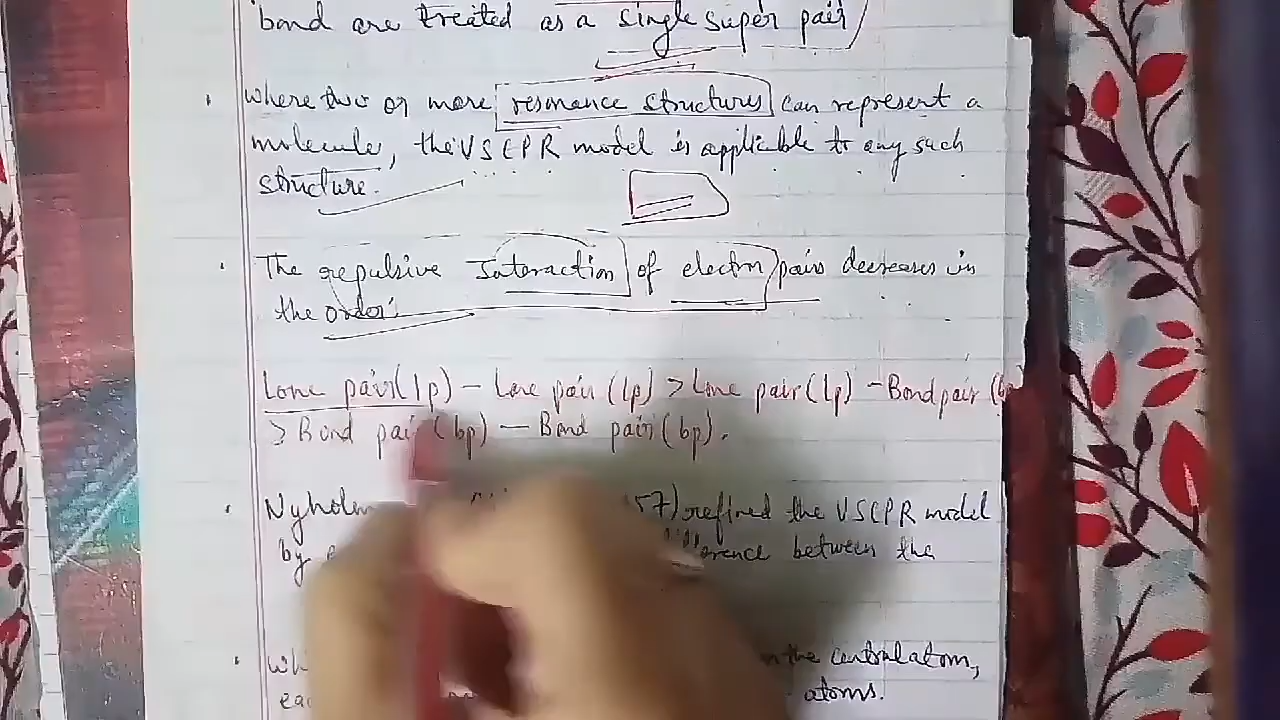 bond are treated as a single super pair
Where two or more resonance structures can represent a
molecule, the VSEPR model is applicable to any such
structure.
The repulsive Interaction of electron pairs decreases in
the order:
Lone pair (lp) - Lone pair (lp) > Lone pair (lp) - Bond pair (bp)
> Bond pair (bp) - Bond pair (bp).
Nyholm 57) refined the VSEPR model
by difference between the
on the central atom,
atoms.